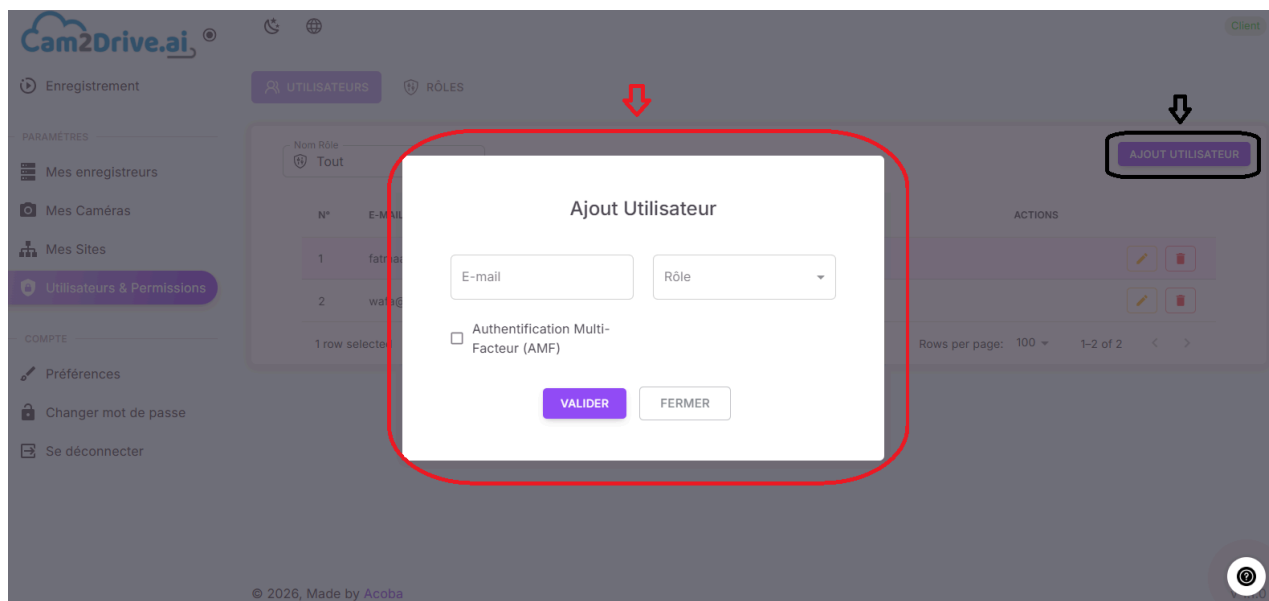 Cam2Drive.ai
Client
Enregistrement
UTILISATEURS
RÔLES
PARAMÈTRES
Nom Rôle
Tout
AJOUT UTILISATEUR
Mes enregistreurs
Mes Caméras
Mes Sites
Utilisateurs & Permissions
N°
ACTIONS
1
2
1 row selected
Rows per page: 100
1–2 of 2
Ajout Utilisateur
E-mail
Rôle
Authentification Multi-
Facteur (AMF)
VALIDER
FERMER
COMPTE
Préférences
Changer mot de passe
Se déconnecter
© 2026, Made by Acoba